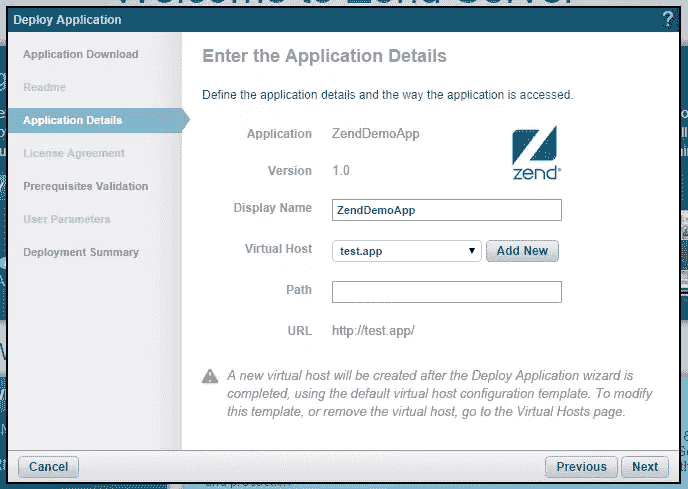 Welcome to Zend Server
Deploy Application
?
Application Download
Readme
Application Details
License Agreement
Prerequisites Validation
User Parameters
Deployment Summary
Enter the Application Details
Define the application details and the way the application is accessed.
Application ZendDemoApp
Version 1.0
zend®
Display Name ZendDemoApp
Virtual Host test.app Add New
Path
URL http://test.app/
A new virtual host will be created after the Deploy Application wizard is
completed, using the default virtual host configuration template. To modify
this template, or remove the virtual host, go to the Virtual Hosts page.
Cancel Previous Next